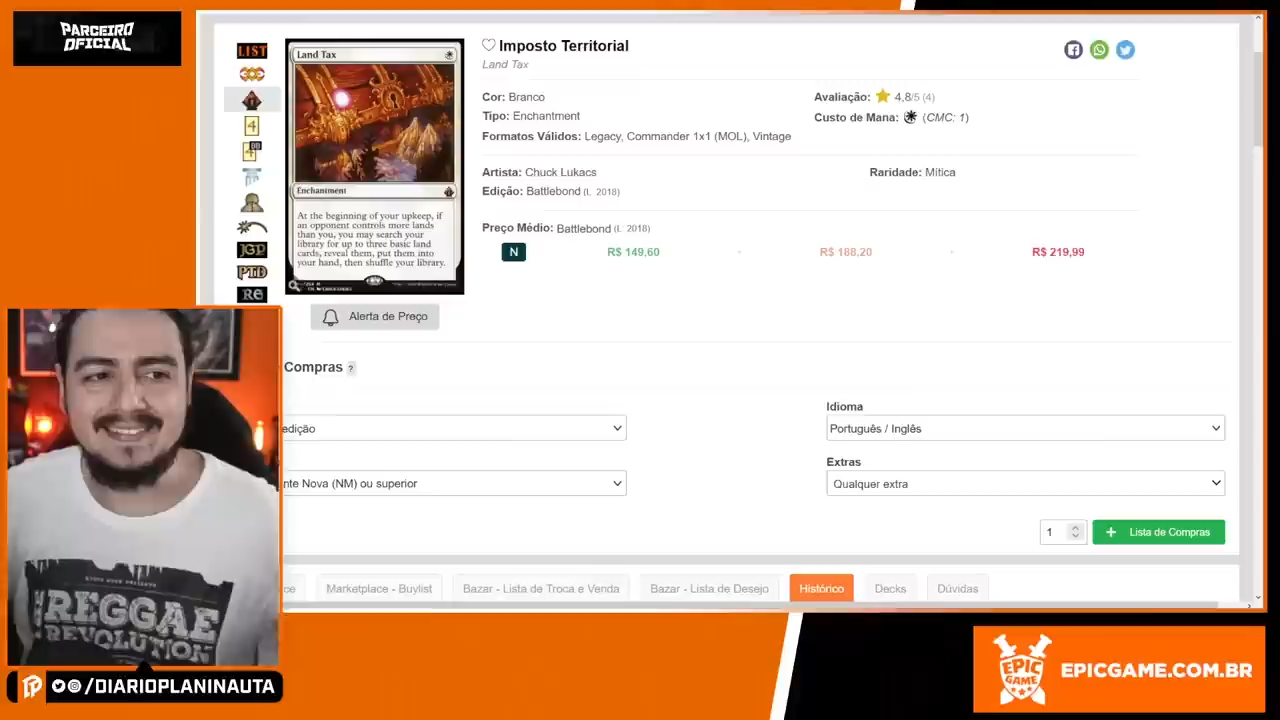 PARCEIRO
OFICIAL
LIST
4
4
JGP
PTD
RE
Land Tax
Enchantment
At the beginning of your upkeep, if
an opponent controls more lands
than you, you may search your
library for up to three basic land
cards, reveal them, put them into
your hand, then shuffle your library.
Alerta de Preço
Imposto Territorial
Land Tax
Cor: Branco
Avaliação: 4,8/5 (4)
Tipo: Enchantment
Custo de Mana: (CMC: 1)
Formatos Válidos: Legacy, Commander 1x1 (MOL), Vintage
Artista: Chuck Lukacs
Raridade: Mítica
Edição: Battlebond (L 2018)
Preço Médio: Battlebond (L 2018)
N R$ 149,60 - R$ 188,20 - R$ 219,99
Compras ?
Idioma
edição
Português / Inglês
Extras
nte Nova (NM) ou superior
Qualquer extra
1
+ Lista de Compras
ce Marketplace - Buylist Bazar - Lista de Troca e Venda Bazar - Lista de Desejo Histórico Decks Dúvidas
REGGAE
REVOLUTION
/DIARIOPLANINAUTA
EPIC
GAME
EPICGAME.COM.BR